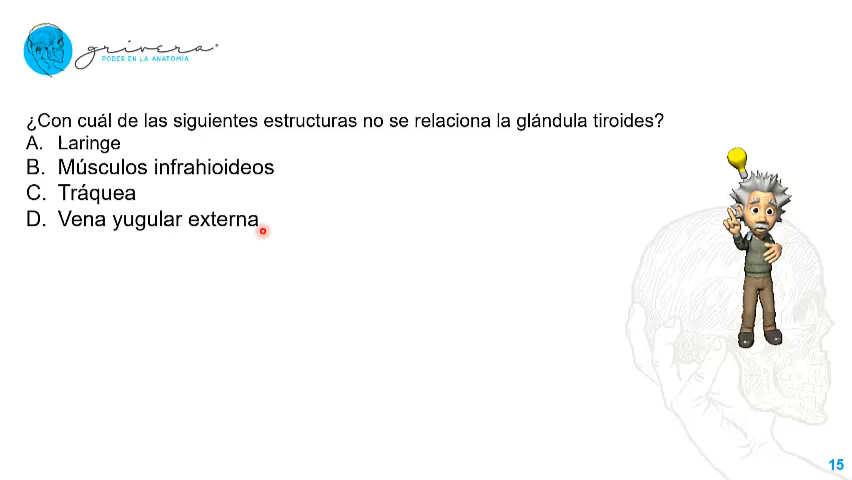 grivera
PODER EN LA ANATOMÍA
¿Con cuál de las siguientes estructuras no se relaciona la glándula tiroides?
A. Laringe
B. Músculos infrahioideos
C. Tráquea
D. Vena yugular externa
15